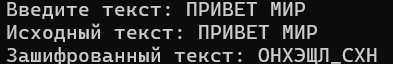 Введите текст: ПРИВЕТ МИР
Исходный текст: ПРИВЕТ МИР
Зашифрованный текст: ОНХЭЩЛ_СХН